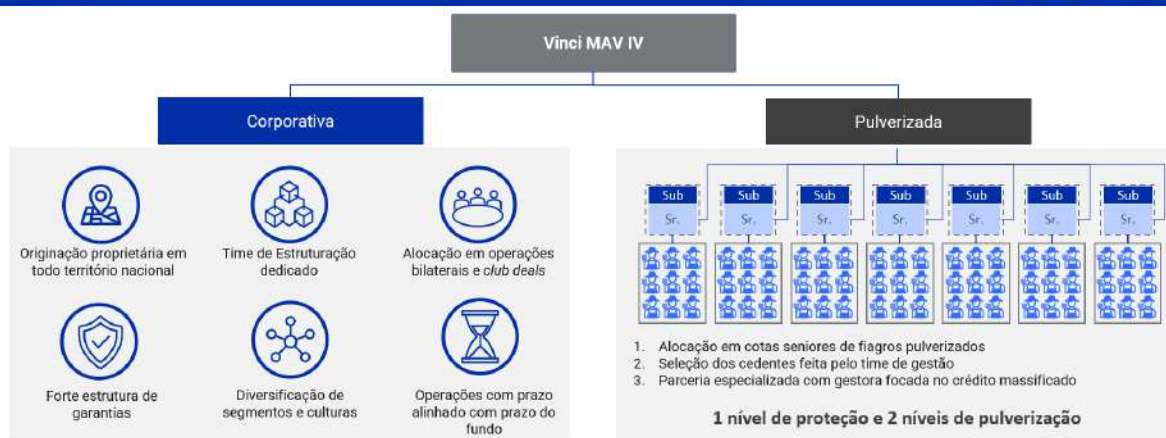 Vinci MAV IV
Corporativa
Originação proprietária em
todo território nacional
Time de Estruturação
dedicado
Alocação em operações
bilaterais e club deals
Forte estrutura de
garantias
Diversificação de
segmentos e culturas
Operações com prazo
alinhado com prazo do
fundo
Pulverizada
Sub Sub Sub Sub Sub Sub Sub
Sr. Sr. Sr. Sr. Sr. Sr. Sr.
1. Alocação em cotas seniores de fiagros pulverizados
2. Seleção dos cedentes feita pelo time de gestão
3. Parceria especializada com gestora focada no crédito massificado
1 nível de proteção e 2 níveis de pulverização